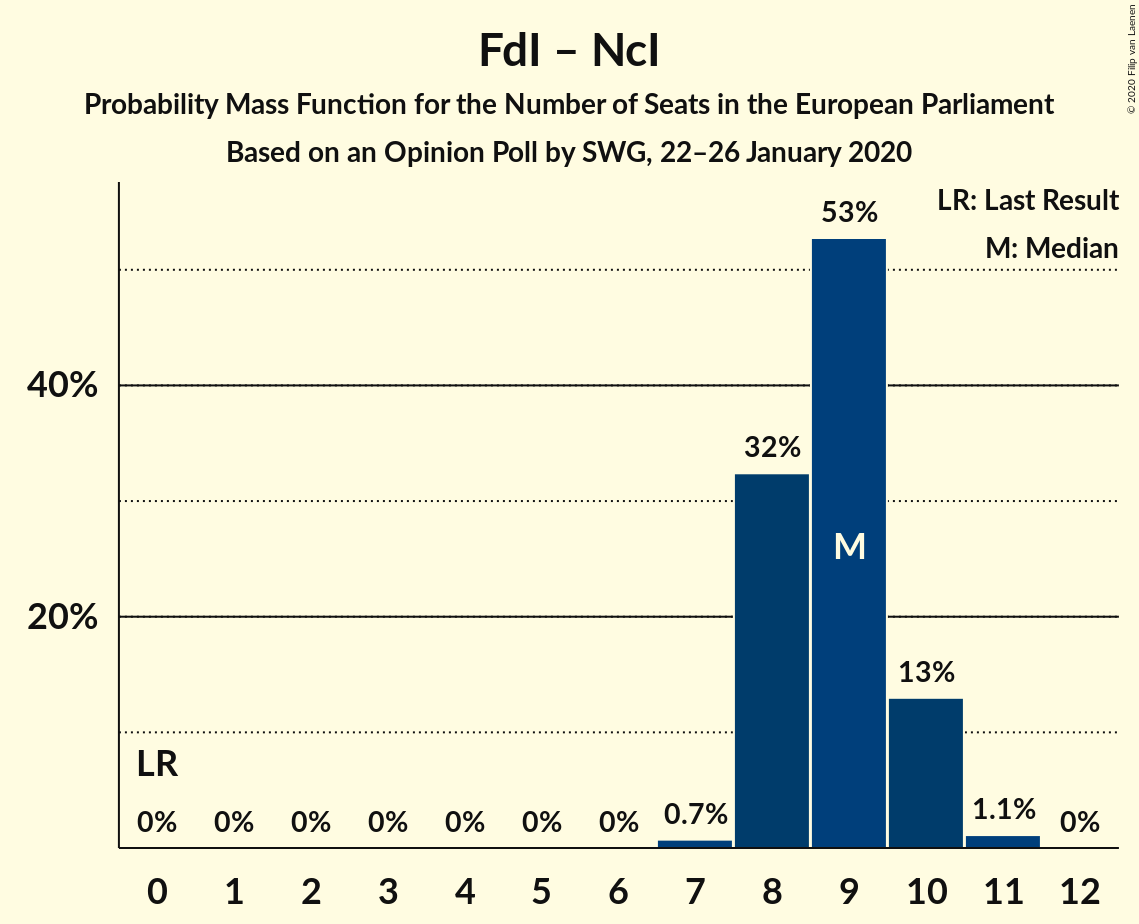 FdI – NcI
Probability Mass Function for the Number of Seats in the European Parliament
Based on an Opinion Poll by SWG, 22–26 January 2020
© 2020 Filip van Laenen
LR: Last Result
M: Median
53%
40%
32%
M
20%
13%
LR
0% 0% 0% 0% 0% 0% 0% 0.7% 1.1% 0%
0 1 2 3 4 5 6 7 8 9 10 11 12